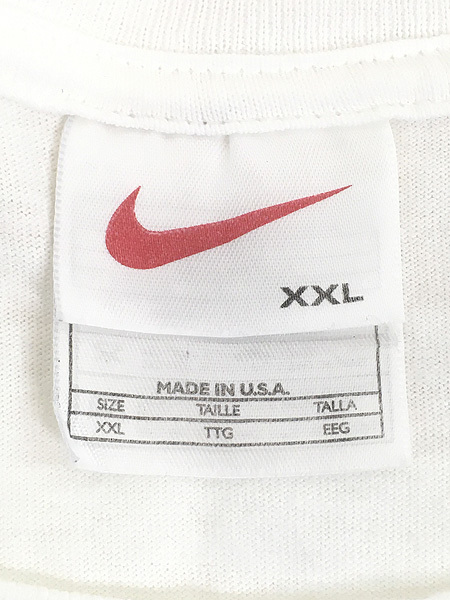 XXL
MADE IN U.S.A.
SIZE TAILLE TALLA
XXL TTG EEG